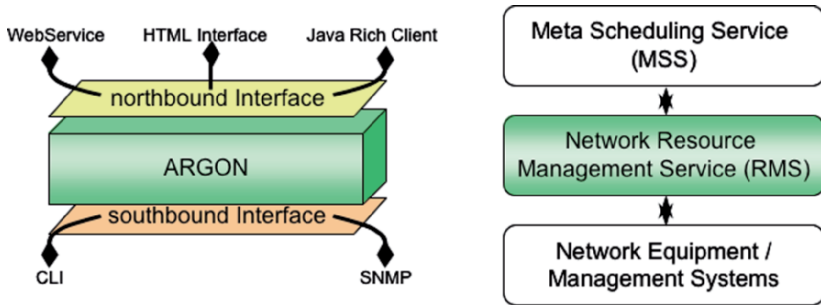 WebService HTML Interface Java Rich Client
northbound Interface
ARGON
southbound Interface
CLI SNMP
Meta Scheduling Service
(MSS)
Network Resource
Management Service (RMS)
Network Equipment /
Management Systems